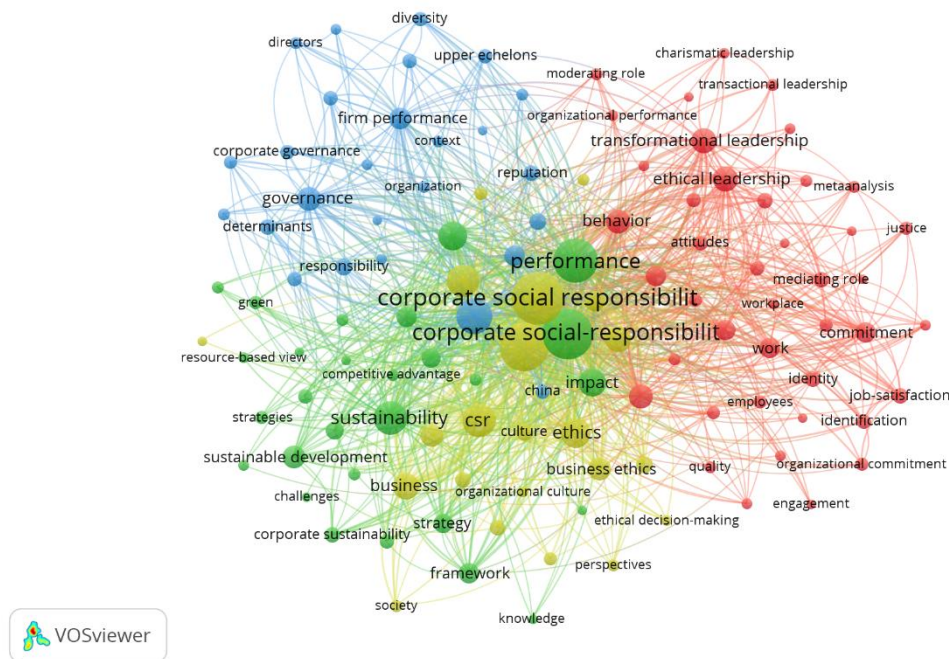 diversity
directors
upper echelons
charismatic leadership
moderating role
transactional leadership
organizational performance
firm performance
context
transformational leadership
corporate governance
reputation
ethical leadership
organization
metaanalysis
governance
behavior
determinants
justice
attitudes
performance
responsibility
mediating role
green
corporate social responsibilit
workplace
corporate social-responsibilit
commitment
resource-based view
work
competitive advantage
impact
identity
china
job-satisfaction
strategies
sustainability
csr
employees
culture
ethics
identification
sustainable development
business ethics
quality
organizational commitment
business
organizational culture
challenges
engagement
strategy
ethical decision-making
corporate sustainability
perspectives
framework
society
knowledge
VOSviewer